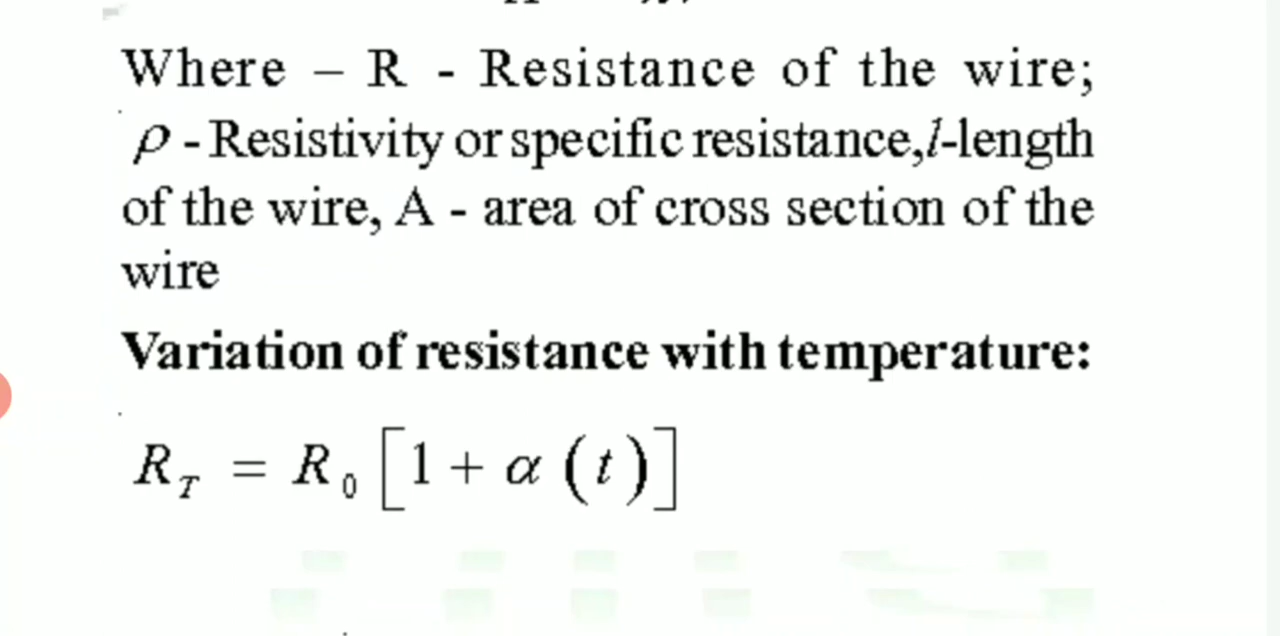 Where – R - Resistance of the wire;
ρ - Resistivity or specific resistance, l-length
of the wire, A - area of cross section of the
wire
Variation of resistance with temperature:
R_T = R_0 [1 + α (t)]